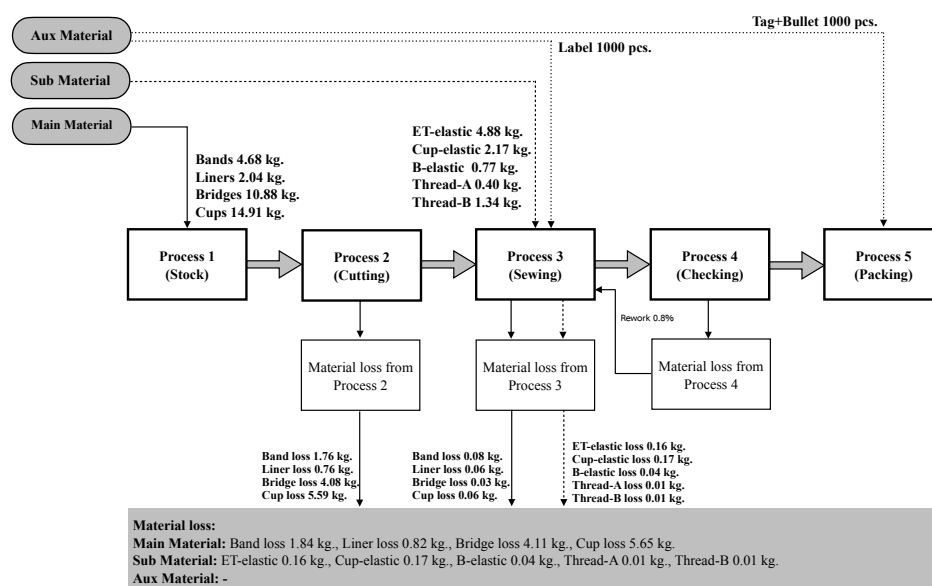 Tag+Bullet 1000 pcs.
Aux Material
Label 1000 pcs.
Sub Material
Main Material
ET-elastic 4.88 kg.
Cup-elastic 2.17 kg.
B-elastic 0.77 kg.
Thread-A 0.40 kg.
Thread-B 1.34 kg.
Bands 4.68 kg.
Liners 2.04 kg.
Bridges 10.88 kg.
Cups 14.91 kg.
Process 1
(Stock)
Process 2
(Cutting)
Process 3
(Sewing)
Process 4
(Checking)
Process 5
(Packing)
Rework 0.8%
Material loss from
Process 2
Material loss from
Process 3
Material loss from
Process 4
Band loss 1.76 kg.
Liner loss 0.76 kg.
Bridge loss 4.08 kg.
Cup loss 5.59 kg.
Band loss 0.08 kg.
Liner loss 0.06 kg.
Bridge loss 0.03 kg.
Cup loss 0.06 kg.
ET-elastic loss 0.16 kg.
Cup-elastic loss 0.17 kg.
B-elastic loss 0.04 kg.
Thread-A loss 0.01 kg.
Thread-B loss 0.01 kg.
Material loss:
Main Material: Band loss 1.84 kg., Liner loss 0.82 kg., Bridge loss 4.11 kg., Cup loss 5.65 kg.
Sub Material: ET-elastic 0.16 kg., Cup-elastic 0.17 kg., B-elastic 0.04 kg., Thread-A 0.01 kg., Thread-B 0.01 kg.
Aux Material: -